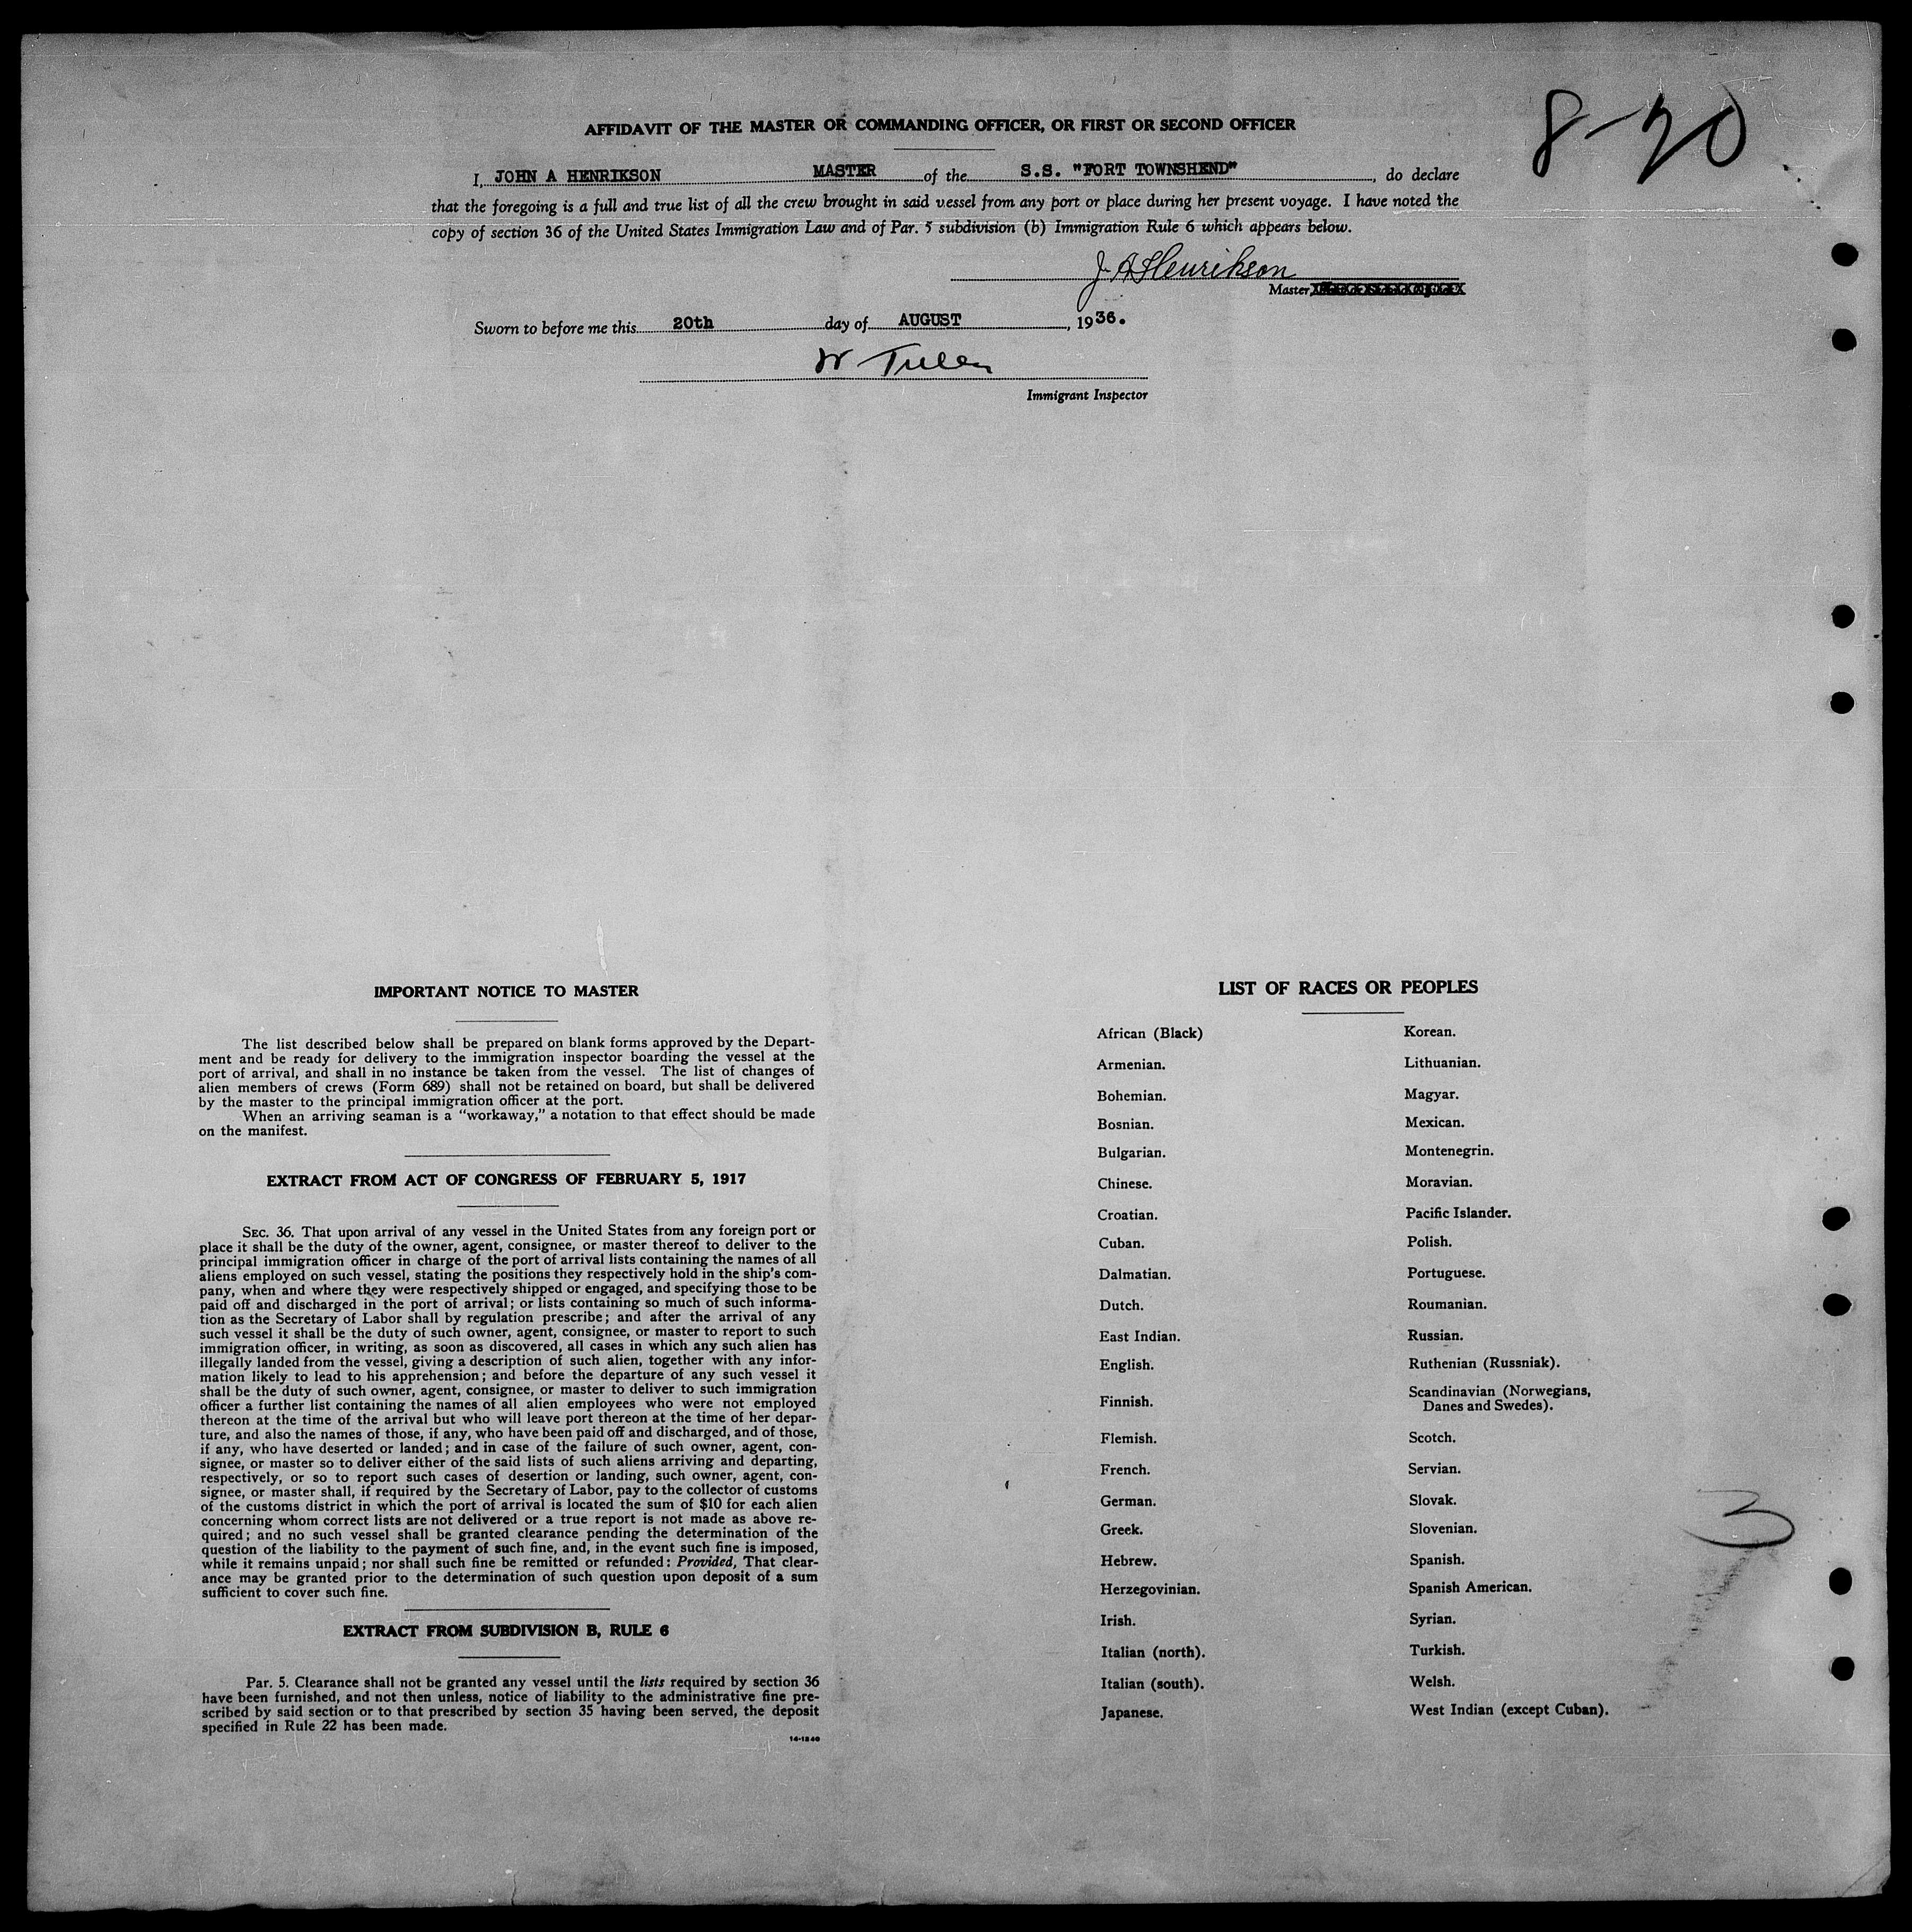 8-20
AFFIDAVIT OF THE MASTER OR COMMANDING OFFICER, OR FIRST OR SECOND OFFICER
I, JOHN A HENRIKSON MASTER of the S.S. "FORT TOWNSHEND", do declare
that the foregoing is a full and true list of all the crew brought in said vessel from any port or place during her present voyage. I have noted the
copy of section 36 of the United States Immigration Law and of Par. 5 subdivision (b) Immigration Rule 6 which appears below.
J A Henrikson
Master,
Sworn to before me this 20th day of AUGUST, 1936.
W
Immigrant Inspector
IMPORTANT NOTICE TO MASTER
The list described below shall be prepared on blank forms approved by the Depart-
ment and be ready for delivery to the immigration inspector boarding the vessel at the
port of arrival, and shall in no instance be taken from the vessel. The list of changes of
alien members of crews (Form 689) shall not be retained on board, but shall be delivered
by the master to the principal immigration officer at the port.
When an arriving seaman is a "workaway," a notation to that effect should be made
on the manifest.
EXTRACT FROM ACT OF CONGRESS OF FEBRUARY 5, 1917
SEC. 36. That upon arrival of any vessel in the United States from any foreign port or
place it shall be the duty of the owner, agent, consignee, or master thereof to deliver to the
principal immigration officer in charge of the port of arrival lists containing the names of all
aliens employed on such vessel, stating the positions they respectively hold in the ship's com-
pany, when and where they were respectively shipped or engaged, and specifying those to be
paid off and discharged in the port of arrival; or lists containing so much of such informa-
tion as the Secretary of Labor shall by regulation prescribe; and after the arrival of any
such vessel it shall be the duty of such owner, agent, consignee, or master to report to such
immigration officer, in writing, as soon as discovered, all cases in which any such alien has
illegally landed from the vessel, giving a description of such alien, together with any infor-
mation likely to lead to his apprehension; and before the departure of any such vessel it
shall be the duty of such owner, agent, consignee, or master to deliver to such immigration
officer a further list containing the names of all alien employees who were not employed
thereon at the time of the arrival but who will leave port thereon at the time of her depar-
ture, and also the names of those, if any, who have been paid off and discharged, and of those,
if any, who have deserted or landed; and in case of the failure of such owner, agent, con-
signee, or master so to deliver either of the said lists of such aliens arriving and departing,
respectively, or so to report such cases of desertion or landing, such owner, agent, con-
signee, or master shall, if required by the Secretary of Labor, pay to the collector of customs
of the customs district in which the port of arrival is located the sum of $10 for each alien
concerning whom correct lists are not delivered or a true report is not made as above re-
quired; and no such vessel shall be granted clearance pending the determination of the
question of the liability to the payment of such fine, and, in the event such fine is imposed,
while it remains unpaid; nor shall such fine be remitted or refunded: Provided, That clear-
ance may be granted prior to the determination of such question upon deposit of a sum
sufficient to cover such fine.
EXTRACT FROM SUBDIVISION B, RULE 6
Par. 5. Clearance shall not be granted any vessel until the lists required by section 36
have been furnished, and not then unless, notice of liability to the administrative fine pre-
scribed by said section or to that prescribed by section 35 having been served, the deposit
specified in Rule 22 has been made.
14-1240
LIST OF RACES OR PEOPLES
African (Black)
Armenian.
Bohemian.
Bosnian.
Bulgarian.
Chinese.
Croatian.
Cuban.
Dalmatian.
Dutch.
East Indian.
English.
Finnish.
Flemish.
French.
German.
Greek.
Hebrew.
Herzegovinian.
Irish.
Italian (north).
Italian (south).
Japanese.
Korean.
Lithuanian.
Magyar.
Mexican.
Montenegrin.
Moravian.
Pacific Islander.
Polish.
Portuguese.
Roumanian.
Russian.
Ruthenian (Russniak).
Scandinavian (Norwegians,
Danes and Swedes).
Scotch.
Servian.
Slovak.
Slovenian.
Spanish.
Spanish American.
Syrian.
Turkish.
Welsh.
West Indian (except Cuban).
3